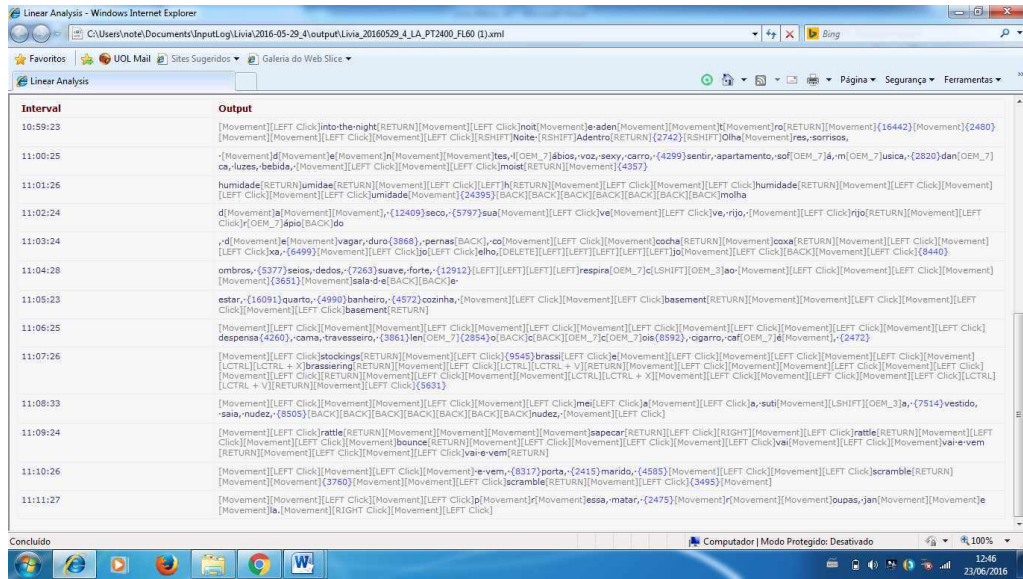 Linear Analysis - Windows Internet Explorer
C:\Users\note\Documents\InputLog\Livia\2016-05-29_4\output\Livia_20160529_4_LA_PT2400_FL60 (1).xml
Bing
Favoritos UOL Mail Sites Sugeridos Galeria do Web Slice
Linear Analysis
Página Segurança Ferramentas
Interval Output
10:59:23 [Movement][LEFT Click]into·the·night[RETURN][Movement][LEFT Click]noit[Movement]e·aden[Movement][Movement]t[Movement]ro[RETURN][Movement]{16442}[Movement]{2480}
[Movement][Movement][LEFT Click][Movement][LEFT Click][RSHIFT]Noite·[RSHIFT]Adentro[RETURN]{2742}[RSHIFT]Olha[Movement]res,·sorrisos,
11:00:25 ·[Movement]d[Movement]e[Movement]n[Movement][Movement]tes,·l[OEM_7]ábios,·voz,·sexy,·carro,·{4299}sentir,·apartamento,·sof[OEM_7]á,·m[OEM_7]usica,·{2820}dan[OEM_7]
ca,·luzes,·bebida,·[Movement][LEFT Click]moist[RETURN][Movement]{4357}
11:01:26 humidade[RETURN]umidae[RETURN][Movement][LEFT Click][LEFT]h[RETURN][Movement][LEFT Click][Movement][LEFT Click]humidade[RETURN][Movement][LEFT Click][Movement]
[LEFT Click][Movement][LEFT Click]umidade[Movement]{24395}[BACK][BACK][BACK][BACK][BACK][BACK][BACK]molha
11:02:24 d[Movement]a[Movement][Movement],·{12409}seco,·{5797}sua[Movement][LEFT Click]ve[Movement][LEFT Click]ve,·rijo,·[Movement][LEFT Click]rijo[RETURN][Movement][LEFT
Click]r[OEM_7]ápio[BACK]do
11:03:24 ,·d[Movement]e[Movement]vagar,·duro{3868},·pernas[BACK],·co[Movement][LEFT Click][Movement]cocha[RETURN][Movement]coxa[RETURN][Movement][LEFT Click][Movement]
[LEFT Click]xa,·{6499}[Movement][LEFT Click]jo[LEFT Click]elho,[DELETE][LEFT][LEFT][LEFT][LEFT][LEFT]jo[Movement][LEFT Click][BACK][Movement][LEFT Click]{8440}
11:04:28 ombros,·{5377}seios,·dedos,·{7263}suave,·forte,·{12912}[LEFT][LEFT][LEFT][LEFT]respira[OEM_7]c[LSHIFT][OEM_3]ao·[Movement][LEFT Click][Movement][LEFT Click][Movement]
[Movement]{3651}[Movement]sala·d·e[BACK][BACK]e·
11:05:23 estar,·{16091}quarto,·{4990}banheiro,·{4572}cozinha,·[Movement][LEFT Click][Movement][LEFT Click]basement[RETURN][Movement][Movement][LEFT Click][Movement][LEFT
Click][Movement][LEFT Click]basement[RETURN]
11:06:25 [Movement][LEFT Click][Movement][Movement][LEFT Click][Movement][LEFT Click][Movement][LEFT Click][Movement][LEFT Click][Movement][LEFT Click][Movement][LEFT Click]
despensa{4260},·cama,·travesseiro,·{3861}len[OEM_7]{2854}o[BACK]c[BACK][OEM_7]c[OEM_7]ois{8592},·cigarro,·caf[OEM_7]é[Movement],·{2472}
11:07:26 [Movement][LEFT Click]stockings[RETURN][Movement][LEFT Click]{9545}brassi[LEFT Click]e[Movement][LEFT Click][Movement][LEFT Click][Movement][LEFT Click][Movement]
[LCTRL][LCTRL + X]brassiering[RETURN][Movement][LEFT Click][LCTRL][LCTRL + V][RETURN][Movement][LEFT Click][Movement][LEFT Click][Movement][LEFT Click][Movement]
[Movement][LEFT Click][RETURN][Movement][LEFT Click][Movement][Movement][LCTRL][LCTRL + X][Movement][LEFT Click][Movement][LEFT Click][Movement][LEFT Click][LCTRL]
[LCTRL + V][RETURN][Movement][LEFT Click]{5631}
11:08:33 [Movement][LEFT Click][Movement][LEFT Click][Movement][LEFT Click]mei[LEFT Click]a[Movement][LEFT Click]a,·suti[Movement][LSHIFT][OEM_3]a,·{7514}vestido,
·saia,·nudez,·{8505}[BACK][BACK][BACK][BACK][BACK][BACK][BACK]nudez,·[Movement][LEFT Click]
11:09:24 [Movement][LEFT Click]rattle[RETURN][Movement][Movement][Movement][Movement]sapecar[RETURN][LEFT Click][RIGHT][Movement][LEFT Click]rattle[RETURN][Movement][LEFT
Click][Movement][LEFT Click][Movement]bounce[RETURN][Movement][LEFT Click][Movement][LEFT Click][Movement][LEFT Click]vai[Movement][LEFT Click][Movement]vai·e·vem
[RETURN][Movement][LEFT Click]vai·e·vem[RETURN]
11:10:26 [Movement][LEFT Click][Movement][Movement][LEFT Click][Movement]·e·vem,·{8317}porta,·{2415}marido,·{4585}[Movement][LEFT Click][Movement][LEFT Click]scramble[RETURN]
[Movement][Movement]{3760}[Movement][LEFT Click]scramble[RETURN][Movement][LEFT Click]{3495}[Movement]
11:11:27 [Movement][Movement][LEFT Click][Movement][LEFT Click]p[Movement]r[Movement]essa,·matar,·{2475}[Movement]r[Movement][Movement]oupas,·jan[Movement][Movement]e
[Movement]la.[Movement][RIGHT Click][Movement][LEFT Click]
Concluído Computador | Modo Protegido: Desativado 100%
12:46
23/06/2016